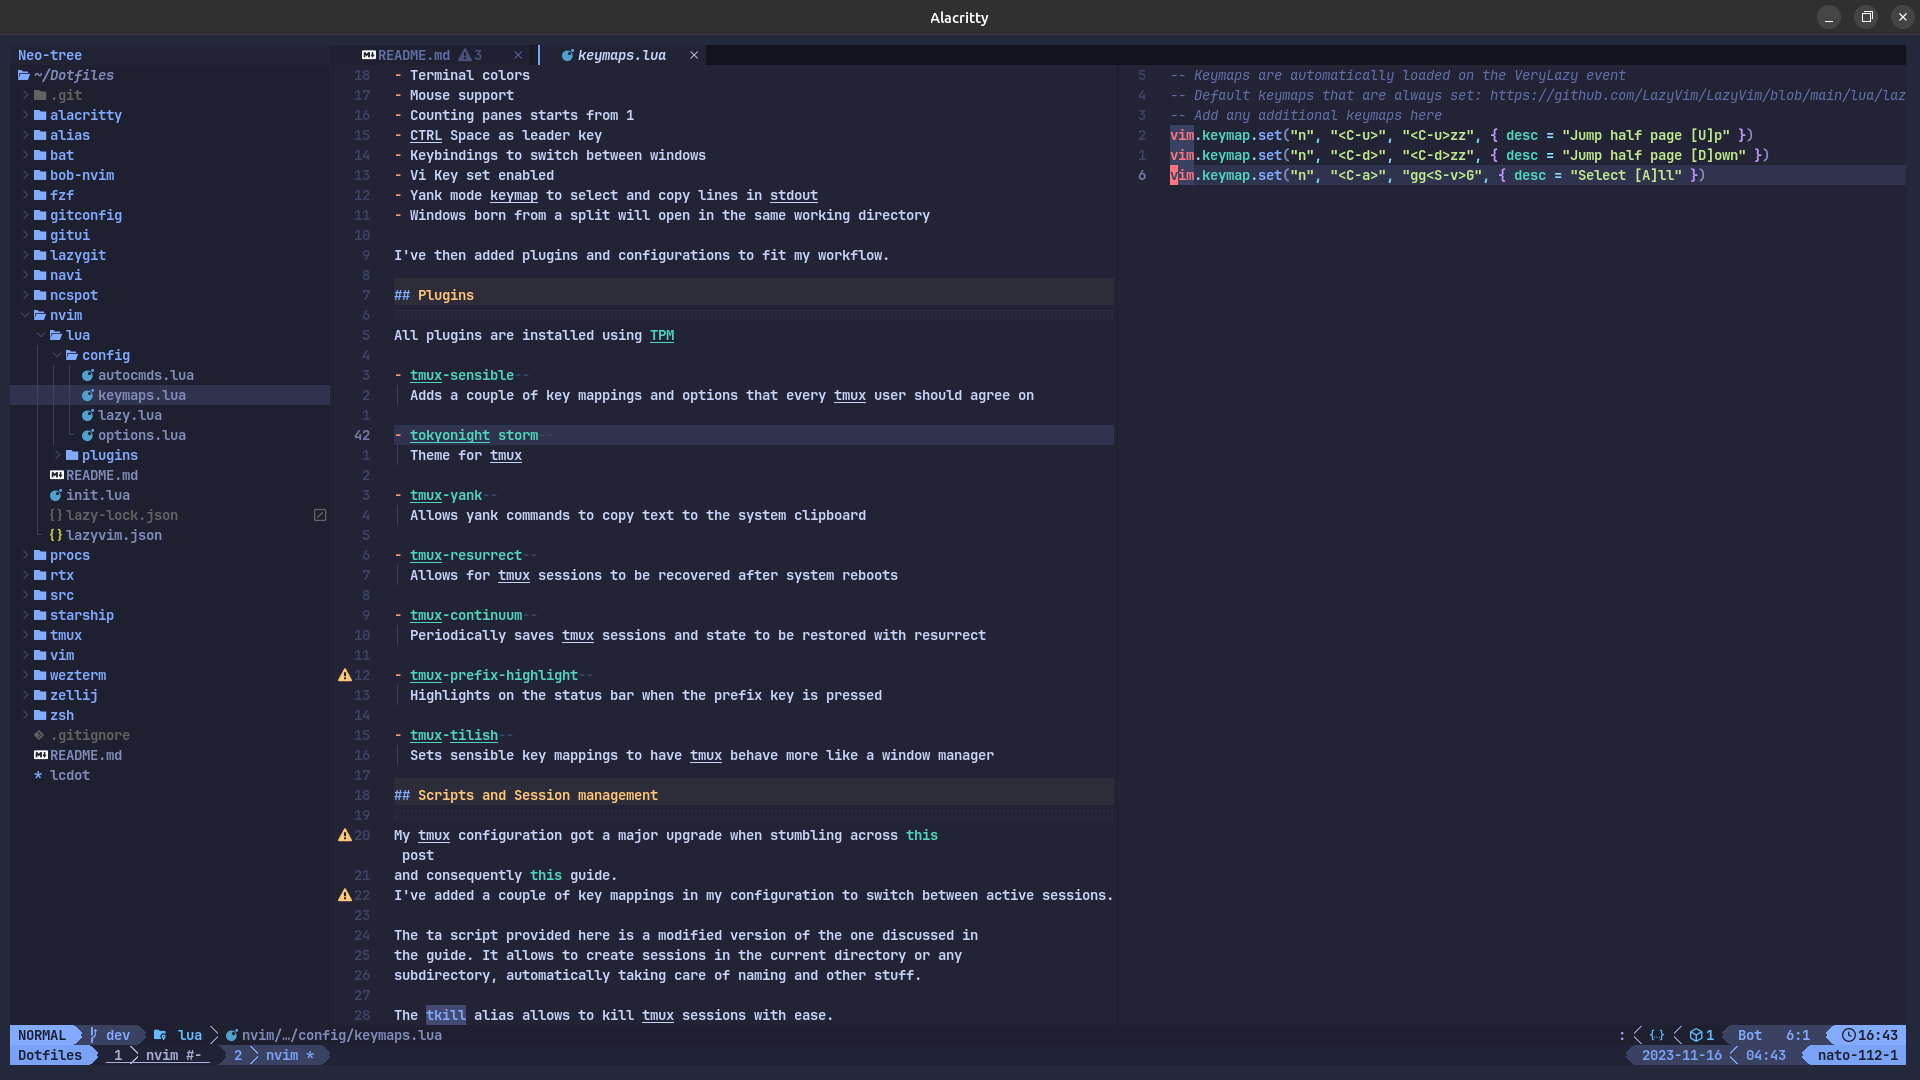 Alacritty
Neo-tree
~/Dotfiles
.git
alacritty
alias
bat
bob-nvim
fzf
gitconfig
gitui
lazygit
navi
ncspot
nvim
lua
config
autocmds.lua
keymaps.lua
lazy.lua
options.lua
plugins
README.md
init.lua
lazy-lock.json
lazyvim.json
procs
rtx
src
starship
tmux
vim
wezterm
zellij
zsh
.gitignore
README.md
lcdot
README.md 3 × keymaps.lua ×
18 - Terminal colors
17 - Mouse support
16 - Counting panes starts from 1
15 - CTRL Space as leader key
14 - Keybindings to switch between windows
13 - Vi Key set enabled
12 - Yank mode keymap to select and copy lines in stdout
11 - Windows born from a split will open in the same working directory
10
9 I've then added plugins and configurations to fit my workflow.
8
7 ## Plugins
6
5 All plugins are installed using TPM
4
3 - tmux-sensible--
2 Adds a couple of key mappings and options that every tmux user should agree on
1
42 - tokyonight storm--
1 Theme for tmux
2
3 - tmux-yank--
4 Allows yank commands to copy text to the system clipboard
5
6 - tmux-resurrect--
7 Allows for tmux sessions to be recovered after system reboots
8
9 - tmux-continuum--
10 Periodically saves tmux sessions and state to be restored with resurrect
11
12 - tmux-prefix-highlight--
13 Highlights on the status bar when the prefix key is pressed
14
15 - tmux-tilish--
16 Sets sensible key mappings to have tmux behave more like a window manager
17
18 ## Scripts and Session management
19
20 My tmux configuration got a major upgrade when stumbling across this
post
21 and consequently this guide.
22 I've added a couple of key mappings in my configuration to switch between active sessions.
23
24 The ta script provided here is a modified version of the one discussed in
25 the guide. It allows to create sessions in the current directory or any
26 subdirectory, automatically taking care of naming and other stuff.
27
28 The tkill alias allows to kill tmux sessions with ease.
5 -- Keymaps are automatically loaded on the VeryLazy event
4 -- Default keymaps that are always set: https://github.com/LazyVim/LazyVim/blob/main/lua/laz
3 -- Add any additional keymaps here
2 vim.keymap.set("n", "<C-u>", "<C-u>zz", { desc = "Jump half page [U]p" })
1 vim.keymap.set("n", "<C-d>", "<C-d>zz", { desc = "Jump half page [D]own" })
6 vim.keymap.set("n", "<C-a>", "gg<S-v>G", { desc = "Select [A]ll" })
NORMAL dev lua nvim/…/config/keymaps.lua : {} 1 Bot 6:1 16:43
Dotfiles 1 nvim #- 2 nvim * 2023-11-16 04:43 nato-112-1